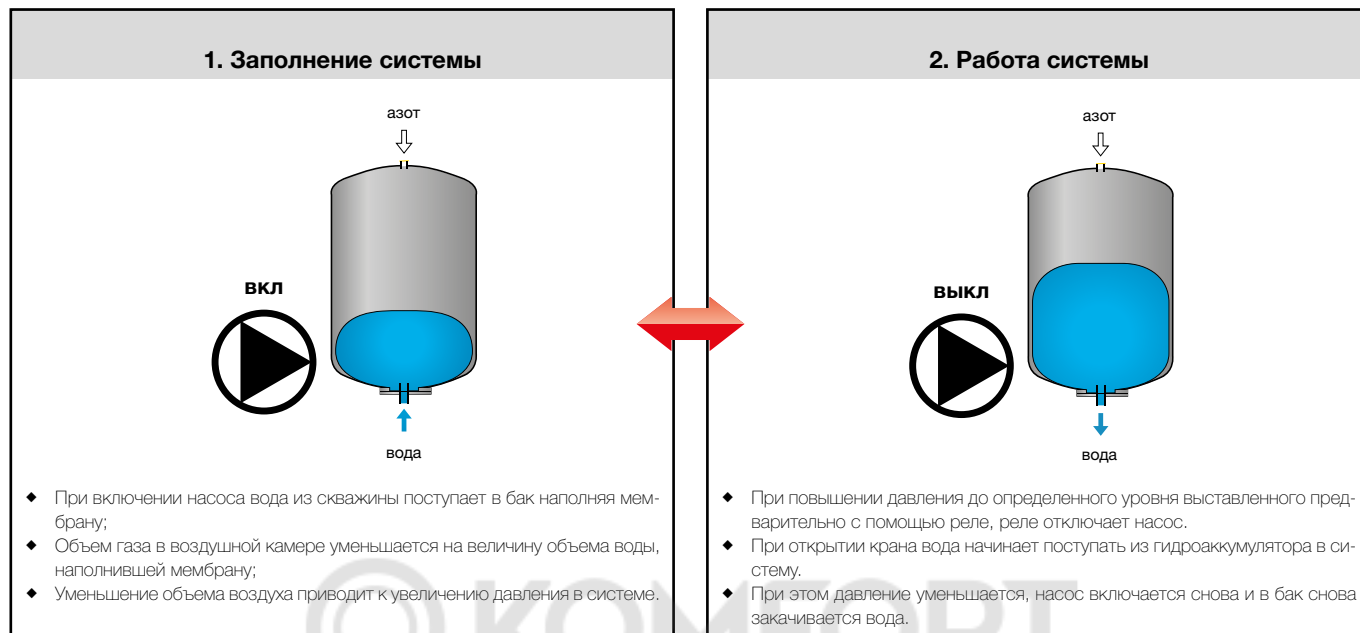 1. Заполнение системы
азот
ВКЛ
вода
◆ При включении насоса вода из скважины поступает в бак наполняя мем-
брану;
◆ Объем газа в воздушной камере уменьшается на величину объема воды,
наполнившей мембрану;
◆ Уменьшение объема воздуха приводит к увеличению давления в системе.
2. Работа системы
азот
ВЫКЛ
вода
◆ При повышении давления до определенного уровня выставленного пред-
варительно с помощью реле, реле отключает насос.
◆ При открытии крана вода начинает поступать из гидроаккумулятора в си-
стему.
◆ При этом давление уменьшается, насос включается снова и в бак снова
закачивается вода.
КОМFОРТ